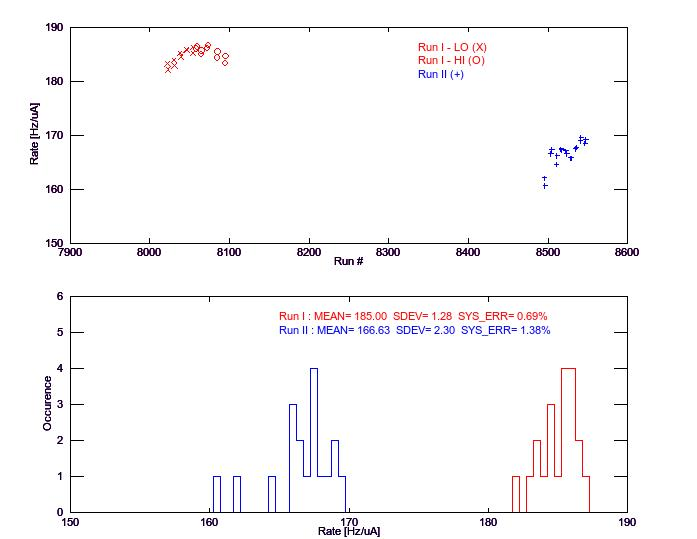 190
180
170
160
150
Rate [Hz/uA]
Run I - LO (X)
Run I - HI (O)
Run II (+)
7900 8000 8100 8200 8300 8400 8500 8600
Run #
6
5
4
3
2
1
0
Occurence
Run I : MEAN= 185.00 SDEV= 1.28 SYS_ERR= 0.69%
Run II : MEAN= 166.63 SDEV= 2.30 SYS_ERR= 1.38%
150 160 170 180 190
Rate [Hz/uA]